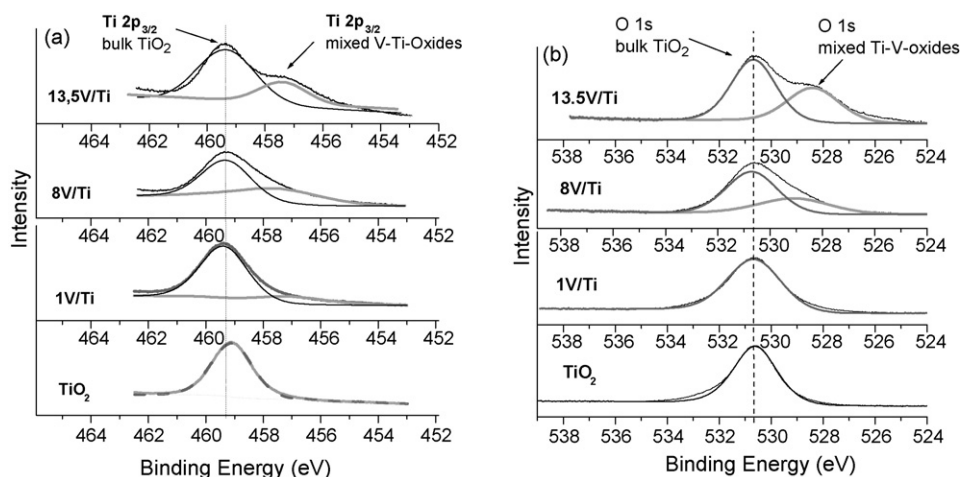 (a)
Ti 2p3/2
bulk TiO2
Ti 2p3/2
mixed V-Ti-Oxides
13,5V/Ti
464 462 460 458 456 454 452
8V/Ti
464 462 460 458 456 454 452
1V/Ti
464 462 460 458 456 454 452
TiO2
464 462 460 458 456 454 452
Intensity
Binding Energy (eV)
(b)
O 1s
bulk TiO2
O 1s
mixed Ti-V-oxides
13.5V/Ti
538 536 534 532 530 528 526 524
8V/Ti
538 536 534 532 530 528 526 524
1V/Ti
538 536 534 532 530 528 526 524
TiO2
538 536 534 532 530 528 526 524
Intensity
Binding Energy (eV)